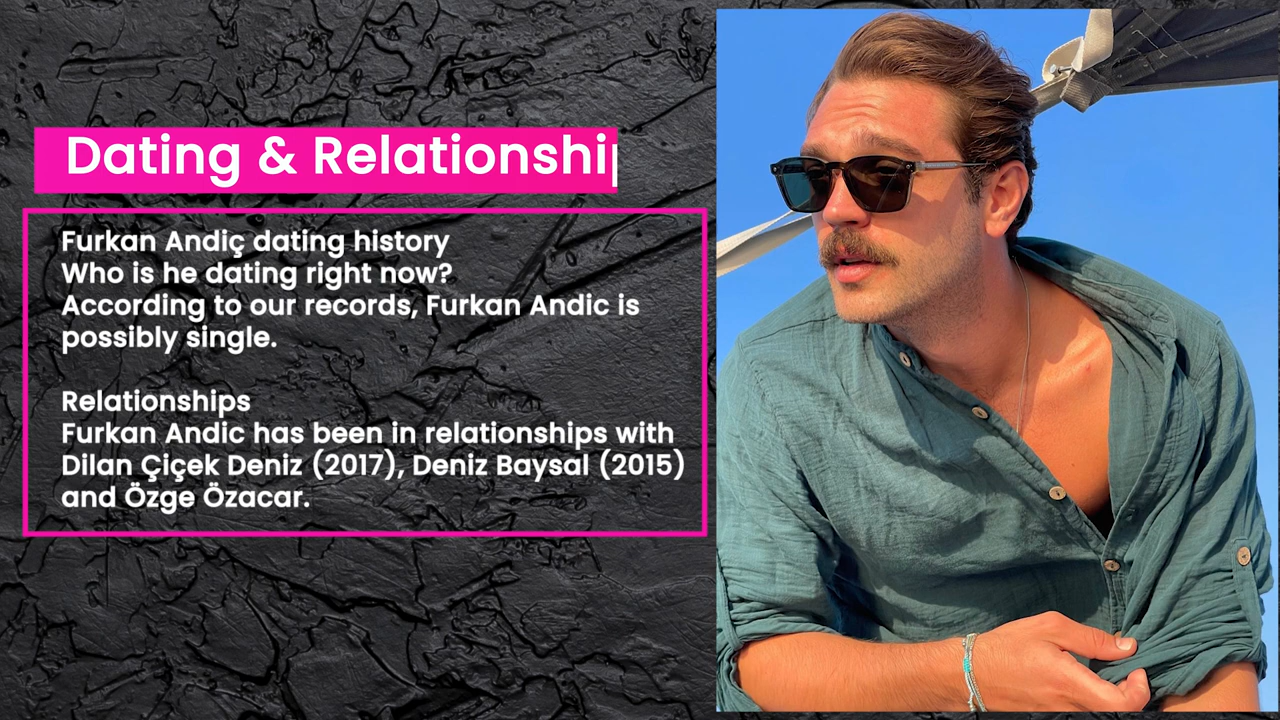 Dating & Relationship
Furkan Andiç dating history
Who is he dating right now?
According to our records, Furkan Andic is
possibly single.
Relationships
Furkan Andic has been in relationships with
Dilan Çiçek Deniz (2017), Deniz Baysal (2015)
and Özge Özacar.